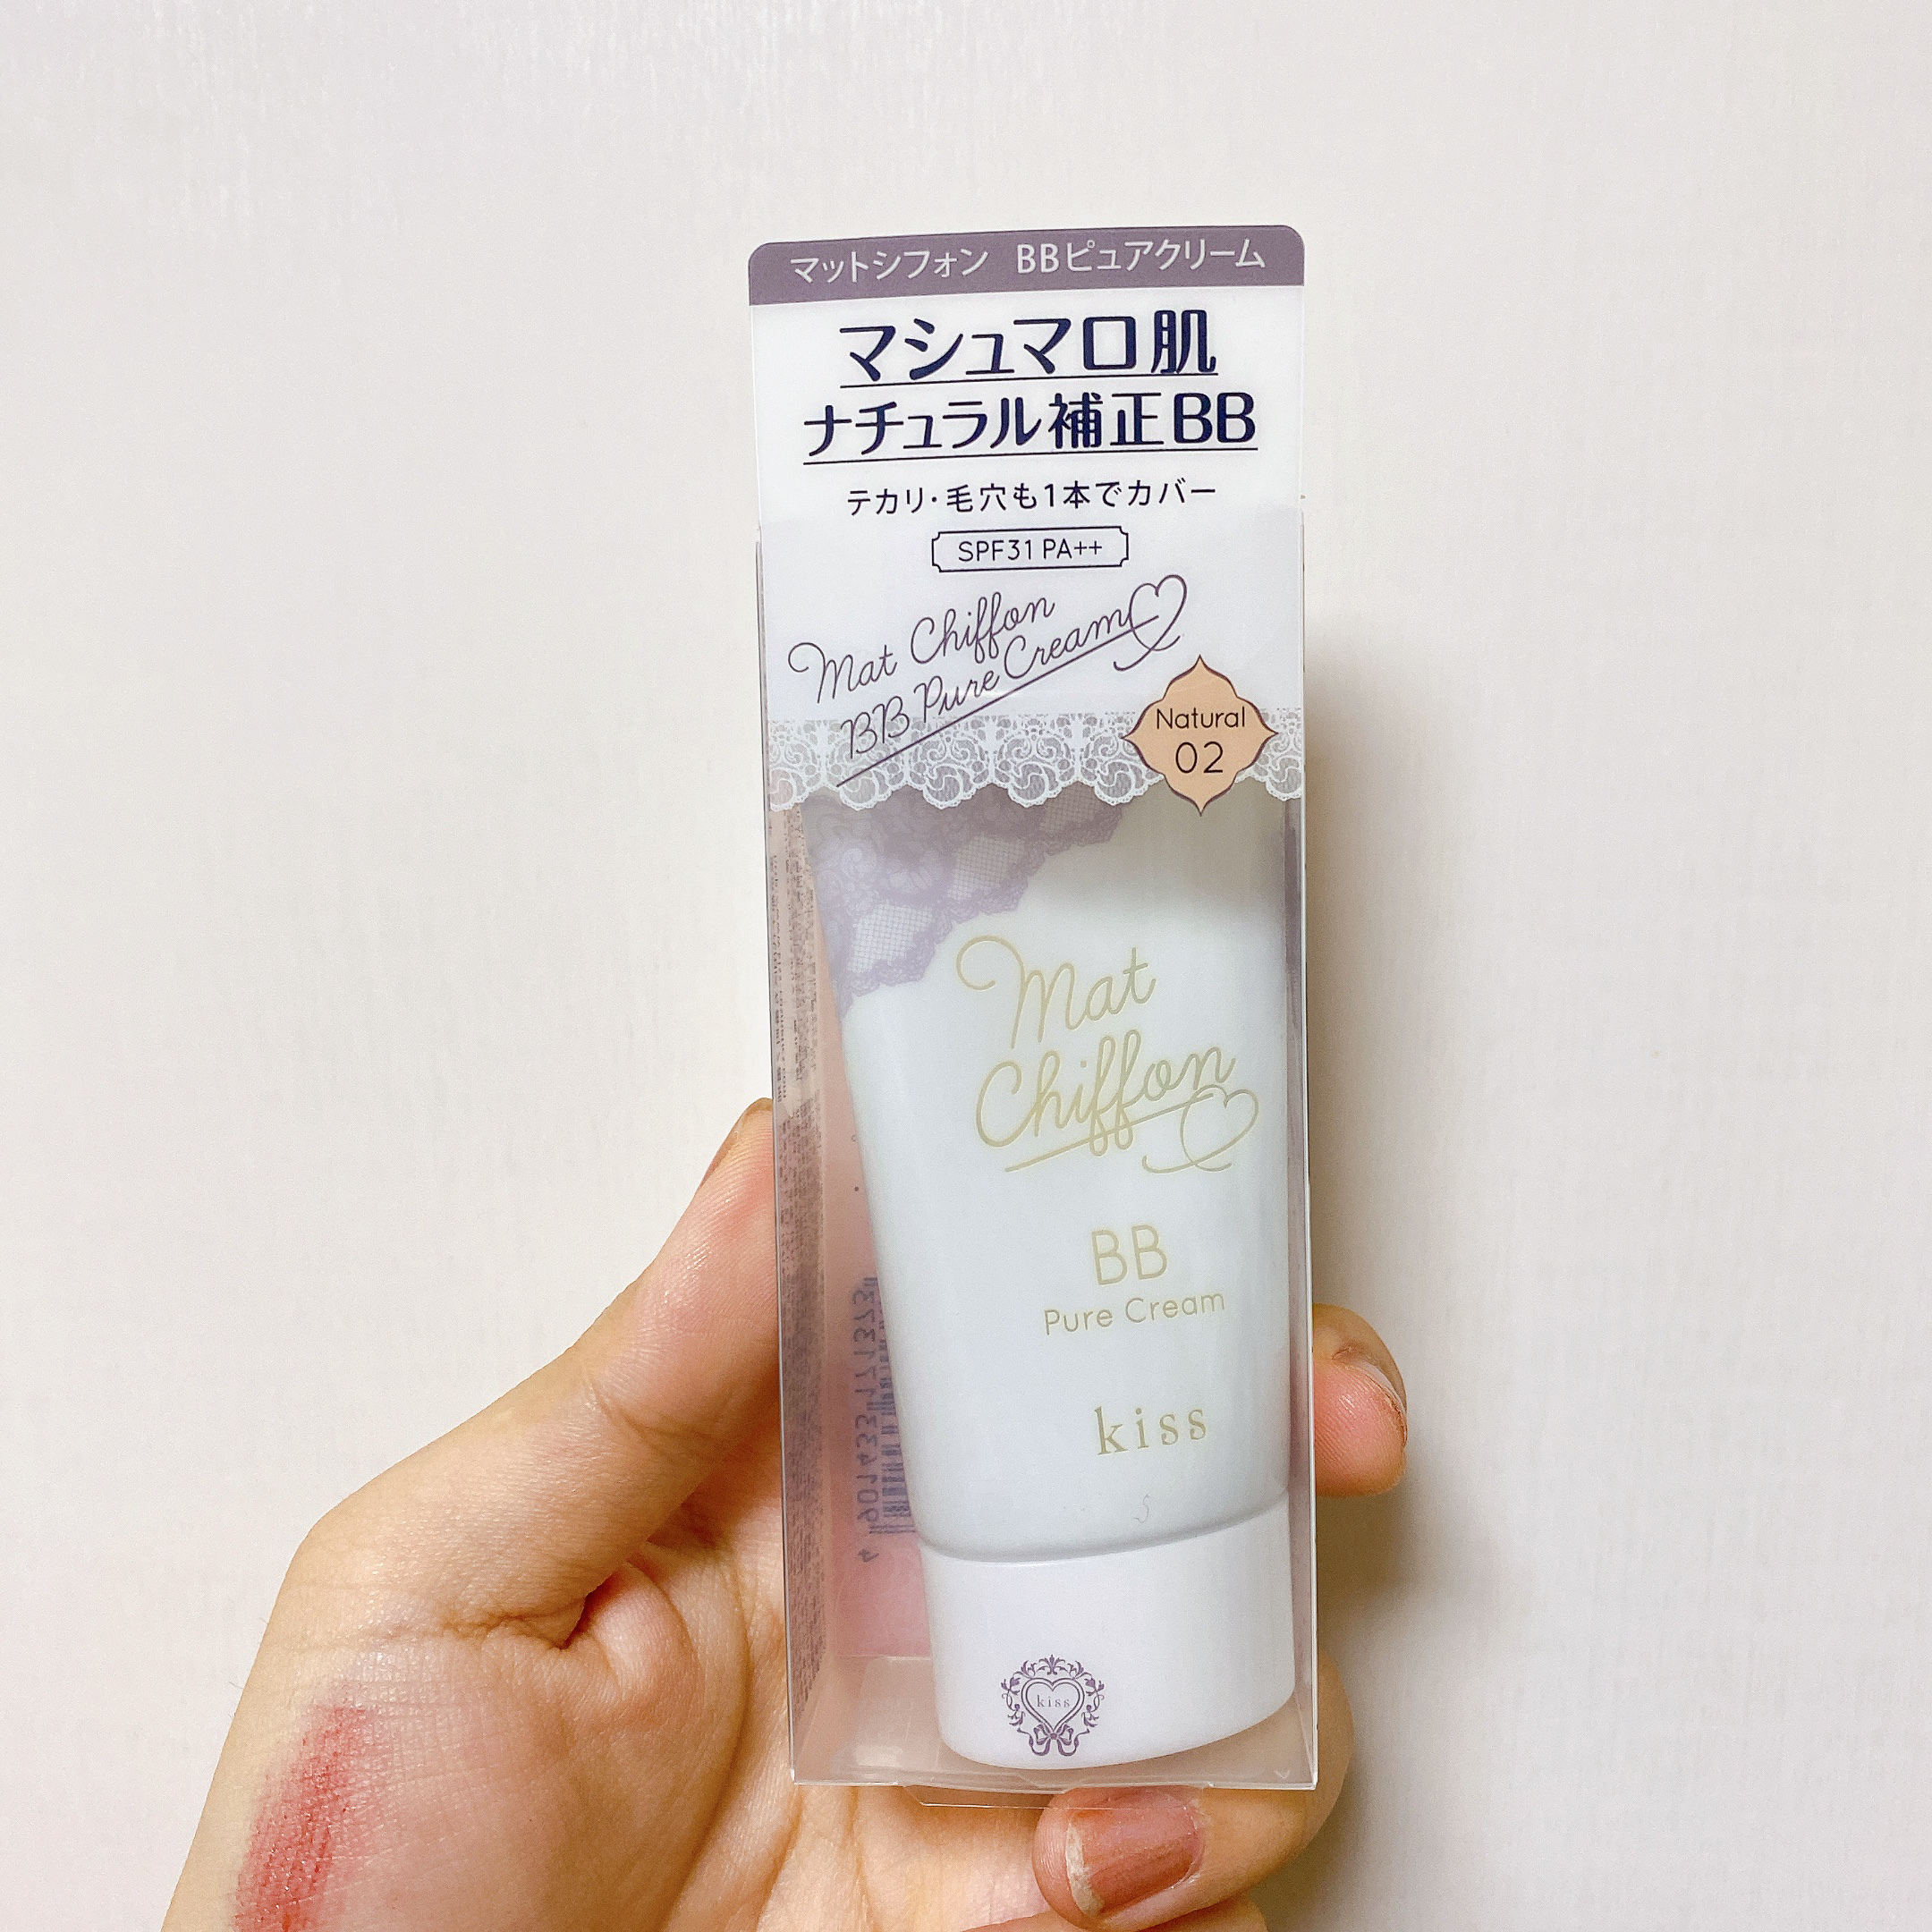 マットシフォン BBピュアクリーム
マシュマロ肌
ナチュラル補正BB
テカリ・毛穴も1本でカバー
SPF31 PA++
Mat Chiffon
BB Pure Cream
Natural
02
Mat
Chiffon
BB
Pure Cream
kiss
kiss